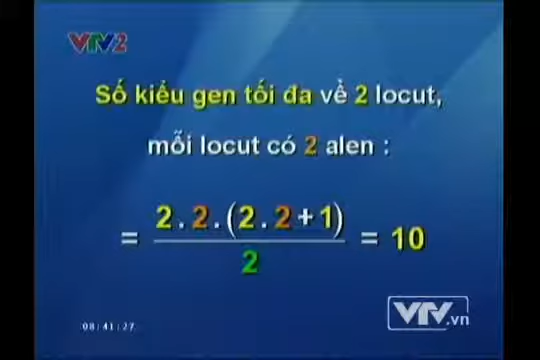 VTV2
Số kiểu gen tối đa về 2 locut,
mỗi locut có 2 alen :
= 2 . 2 . (2 . 2 + 1) / 2 = 10
08:41:27
VTV.vn